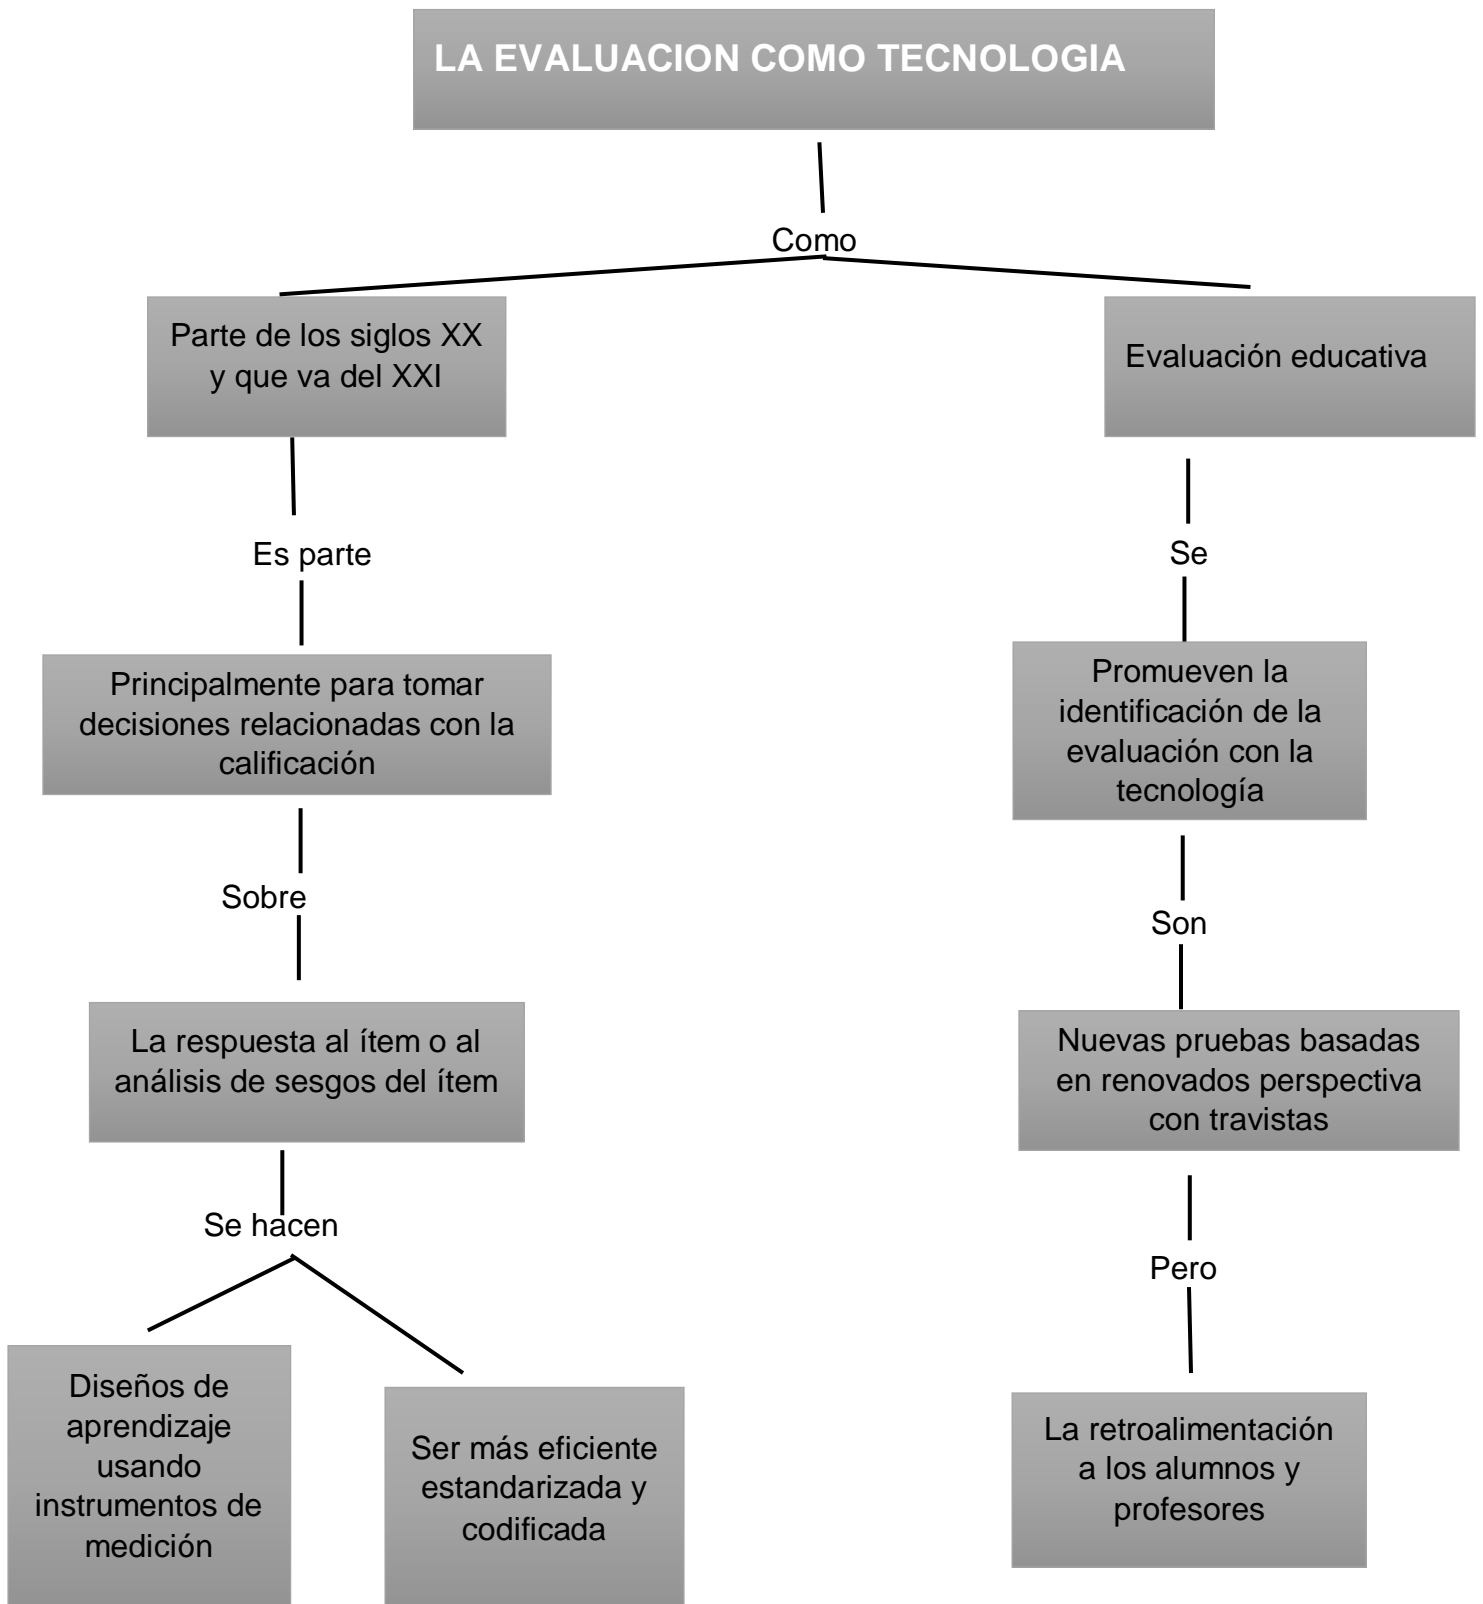 LA EVALUACION COMO TECNOLOGIA
Como
Parte de los siglos XX
y que va del XXI
Evaluación educativa
Es parte
Se
Principalmente para tomar
decisiones relacionadas con la
calificación
Promueven la
identificación de la
evaluación con la
tecnología
Sobre
Son
La respuesta al ítem o al
análisis de sesgos del ítem
Nuevas pruebas basadas
en renovados perspectiva
con travistas
Se hacen
Pero
Diseños de
aprendizaje
usando
instrumentos de
medición
Ser más eficiente
estandarizada y
codificada
La retroalimentación
a los alumnos y
profesores